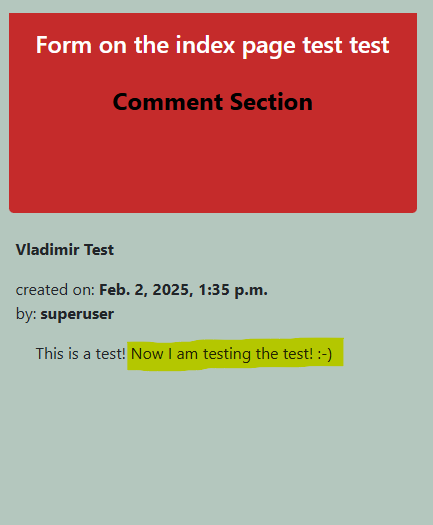 Form on the index page test test
Comment Section
Vladimir Test
created on: Feb. 2, 2025, 1:35 p.m.
by: superuser
This is a test! Now I am testing the test! :-)